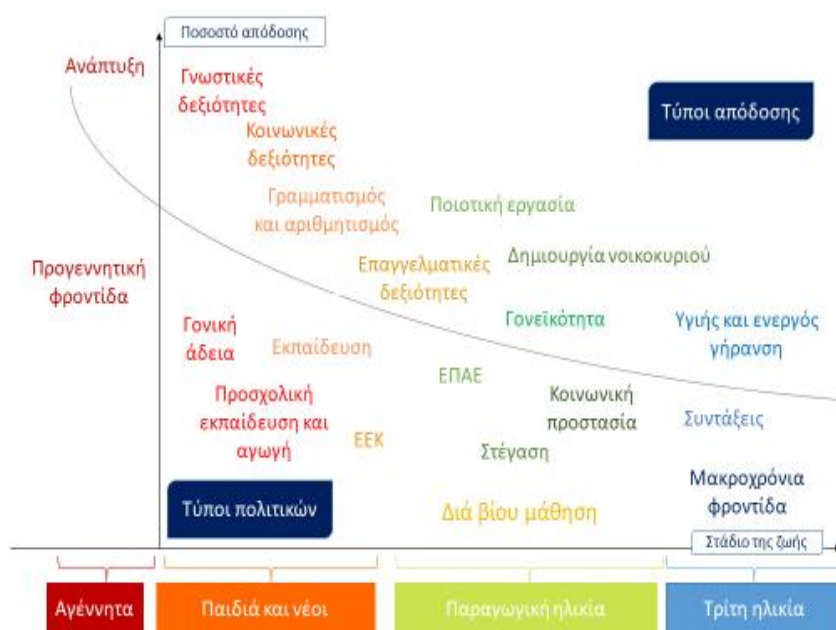 Ποσοστό απόδοσης
Ανάπτυξη
Γνωστικές
δεξιότητες
Τύποι απόδοσης
Κοινωνικές
δεξιότητες
Γραμματισμός
και αριθμητισμός
Ποιοτική εργασία
Προγεννητική
φροντίδα
Επαγγελματικές
δεξιότητες
Δημιουργία νοικοκυριού
Γονική
άδεια
Εκπαίδευση
Γονεϊκότητα
Υγιής και ενεργός
γήρανση
ΕΠΑΕ
Προσχολική
εκπαίδευση και
αγωγή
ΕΕΚ
Κοινωνική
προστασία
Συντάξεις
Στέγαση
Τύποι πολιτικών
Διά βίου μάθηση
Μακροχρόνια
φροντίδα
Στάδιο της ζωής
Αγέννητα
Παιδιά και νέοι
Παραγωγική ηλικία
Τρίτη ηλικία